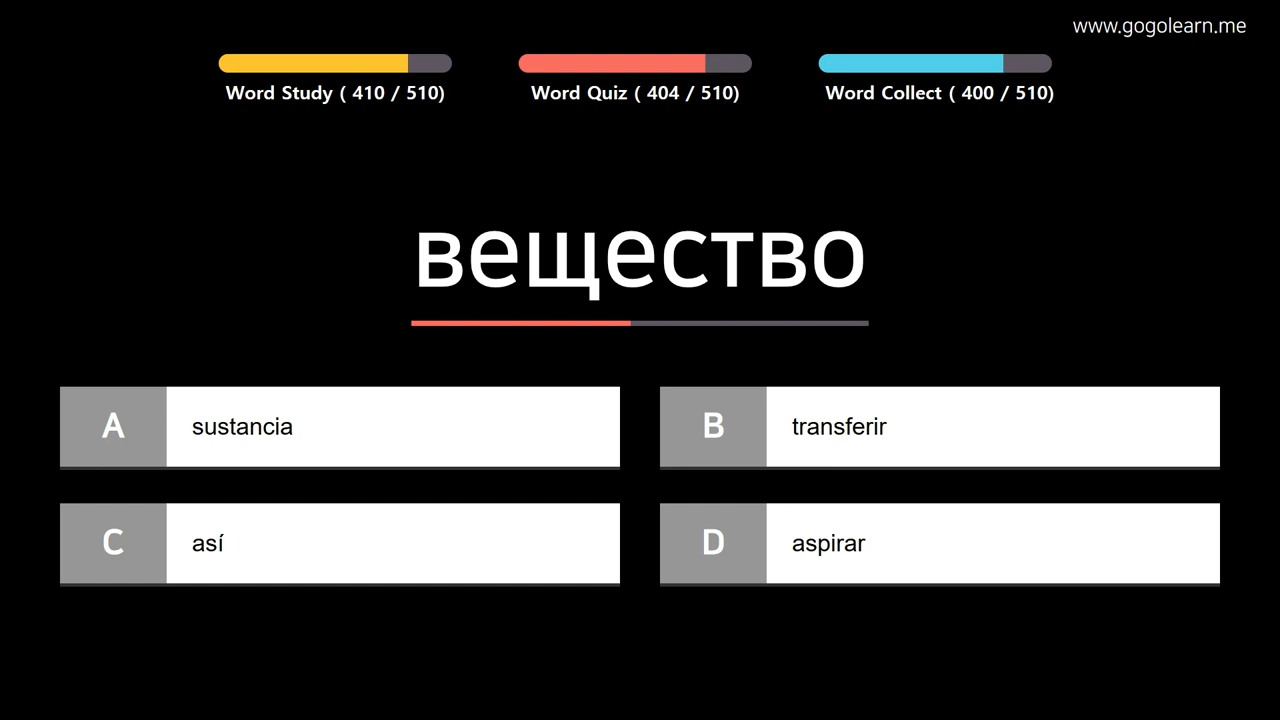 www.gogolearn.me
Word Study ( 410 / 510)
Word Quiz ( 404 / 510)
Word Collect ( 400 / 510)
вещество
A sustancia
B transferir
C así
D aspirar